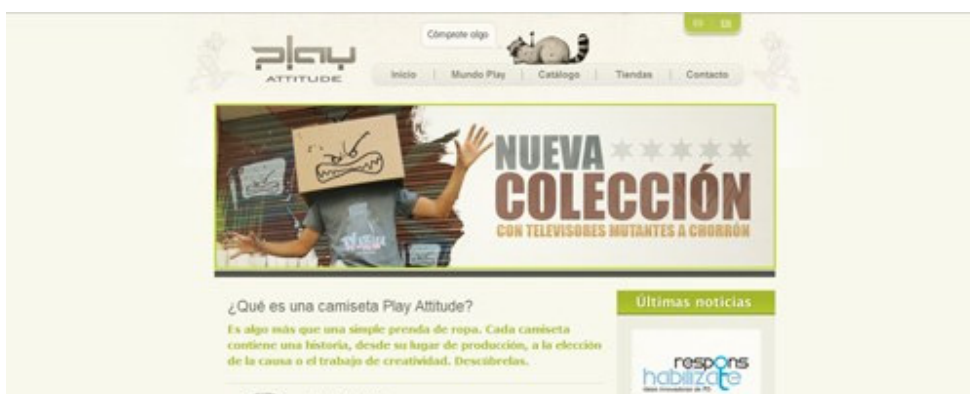 Cómprate algo
play
ATTITUDE
Inicio | Mundo Play | Catálogo | Tiendas | Contacto
NUEVA
COLECCIÓN
CON TELEVISORES MUTANTES A CHORRÓN
¿Qué es una camiseta Play Attitude?
Es algo más que una simple prenda de ropa. Cada camiseta
contiene una historia, desde su lugar de producción, a la elección
de la causa o el trabajo de creatividad. Descúbrelas.
Últimas noticias
respons
habilízate